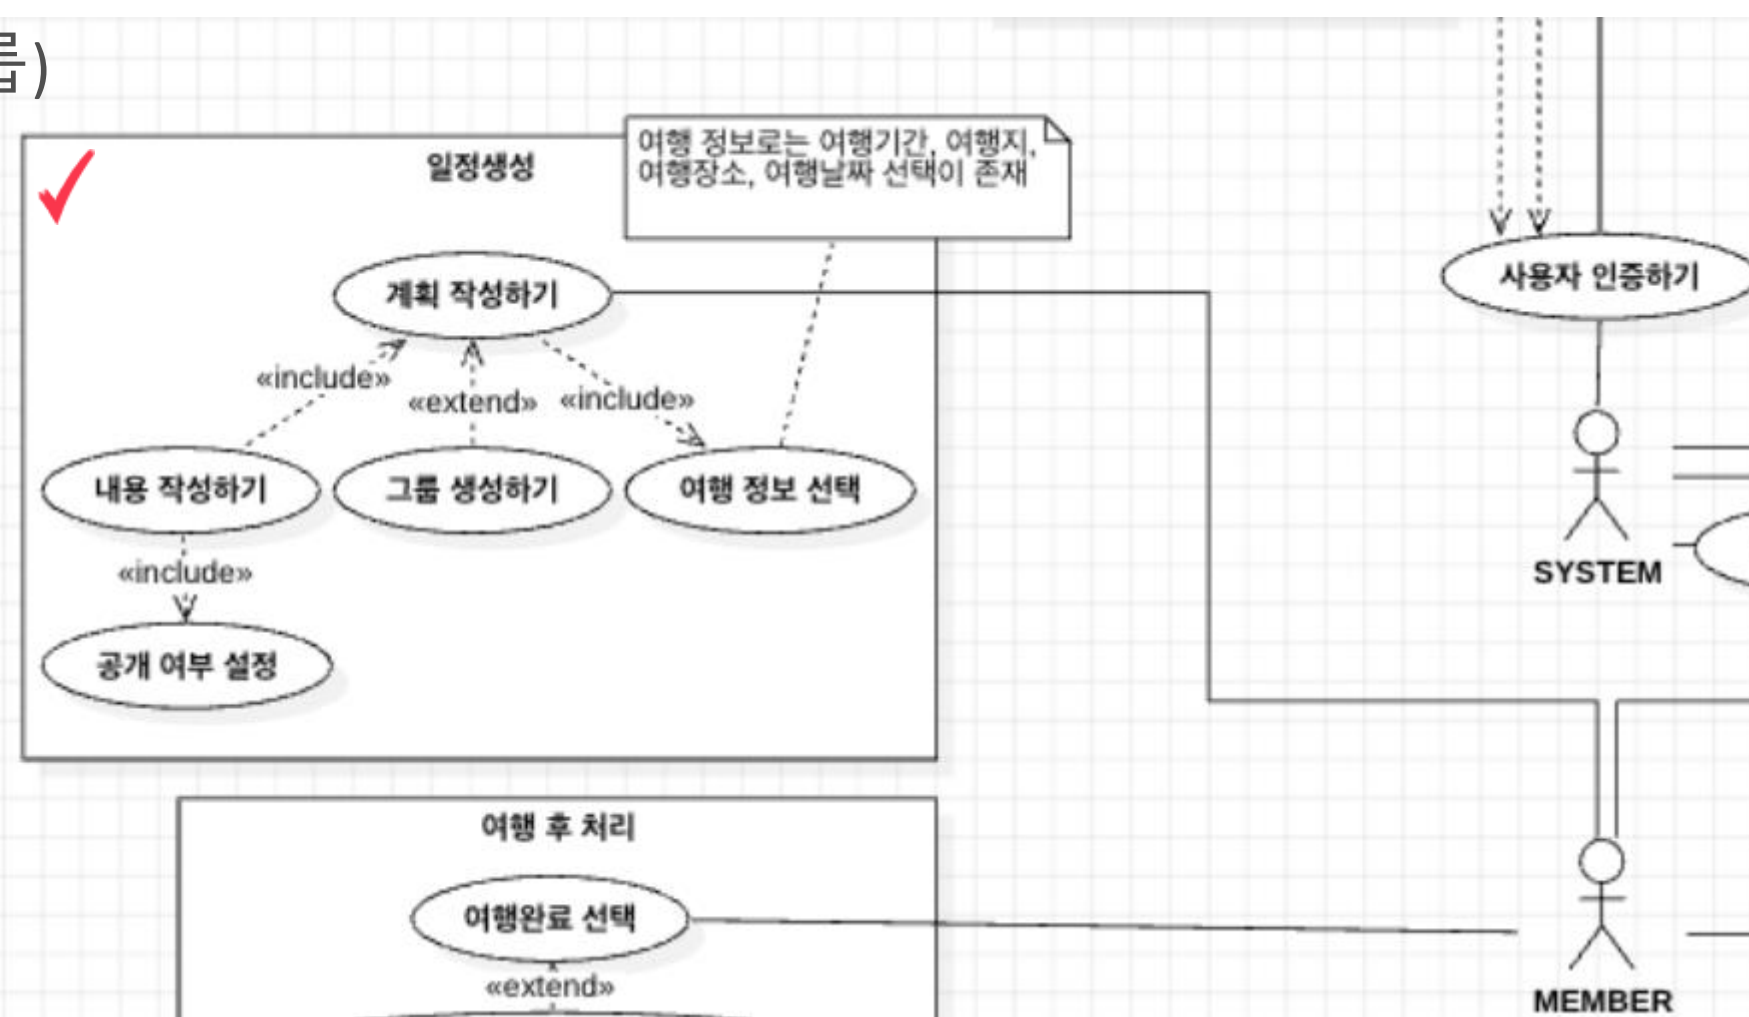 룹)
일정생성
여행 정보로는 여행기간, 여행지,
여행장소, 여행날짜 선택이 존재
계획 작성하기
사용자 인증하기
«include»
«extend»
«include»
내용 작성하기
그룹 생성하기
여행 정보 선택
«include»
SYSTEM
공개 여부 설정
여행 후 처리
여행완료 선택
«extend»
MEMBER